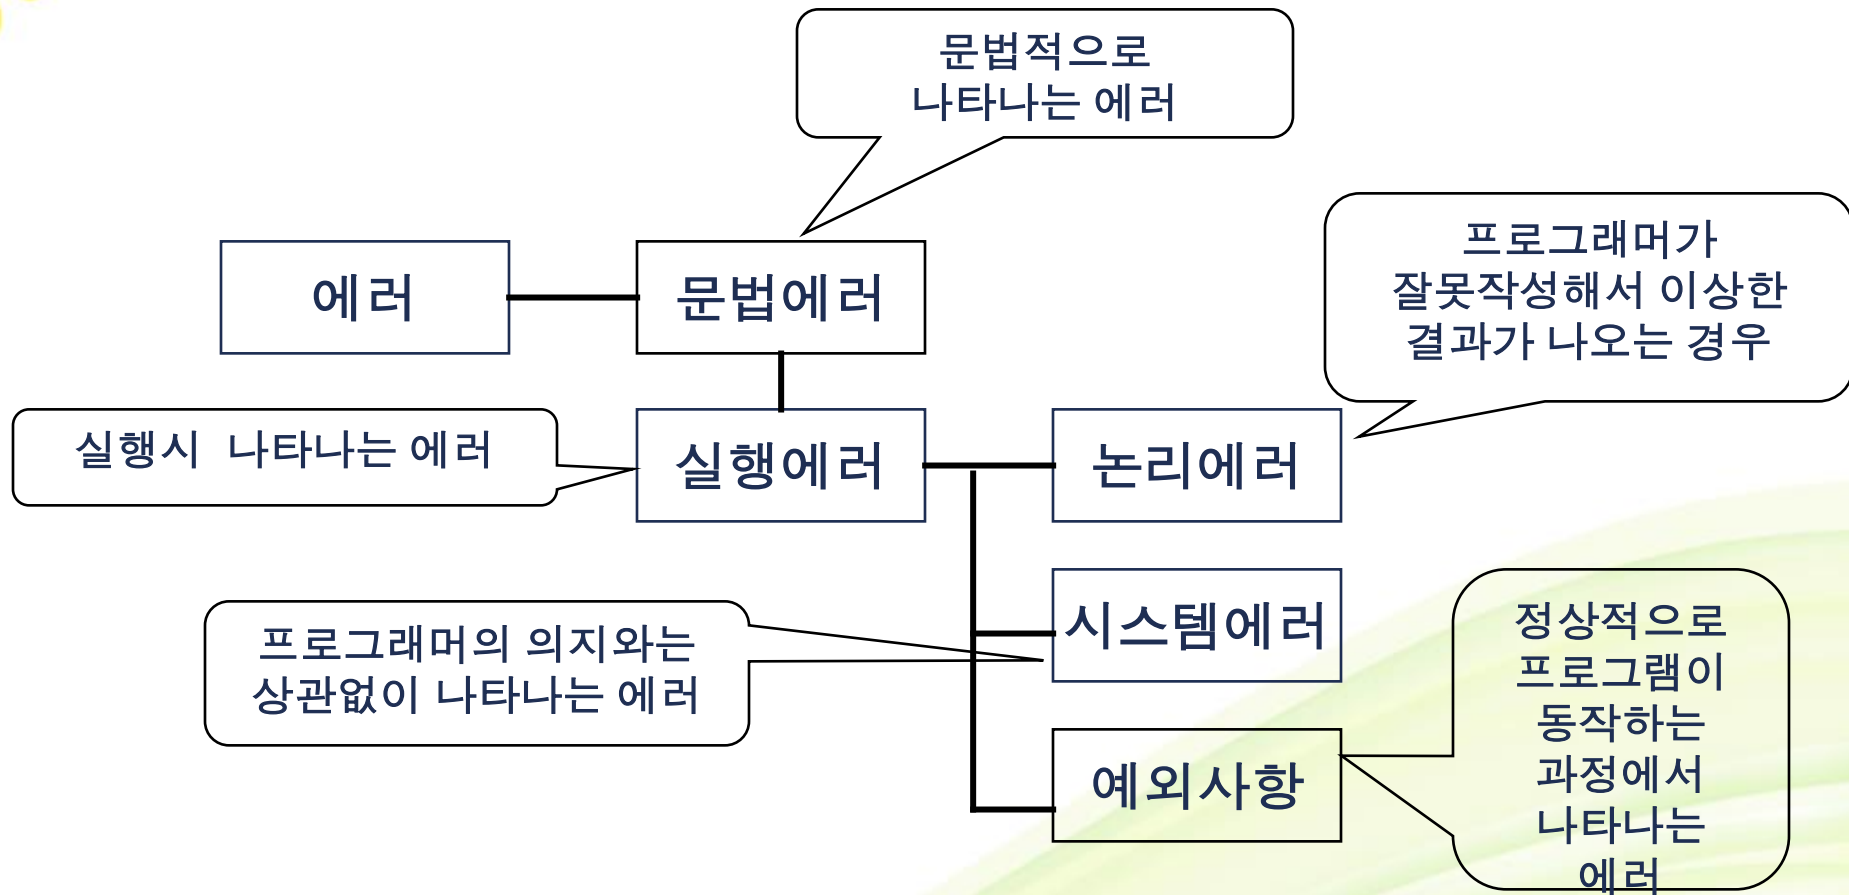 문법적으로
나타나는 에러
프로그래머가
잘못작성해서 이상한
결과가 나오는 경우
에러
문법에러
실행시 나타나는 에러
실행에러
논리에러
프로그래머의 의지와는
상관없이 나타나는 에러
시스템에러
정상적으로
프로그램이
동작하는
과정에서
나타나는
에러
예외사항